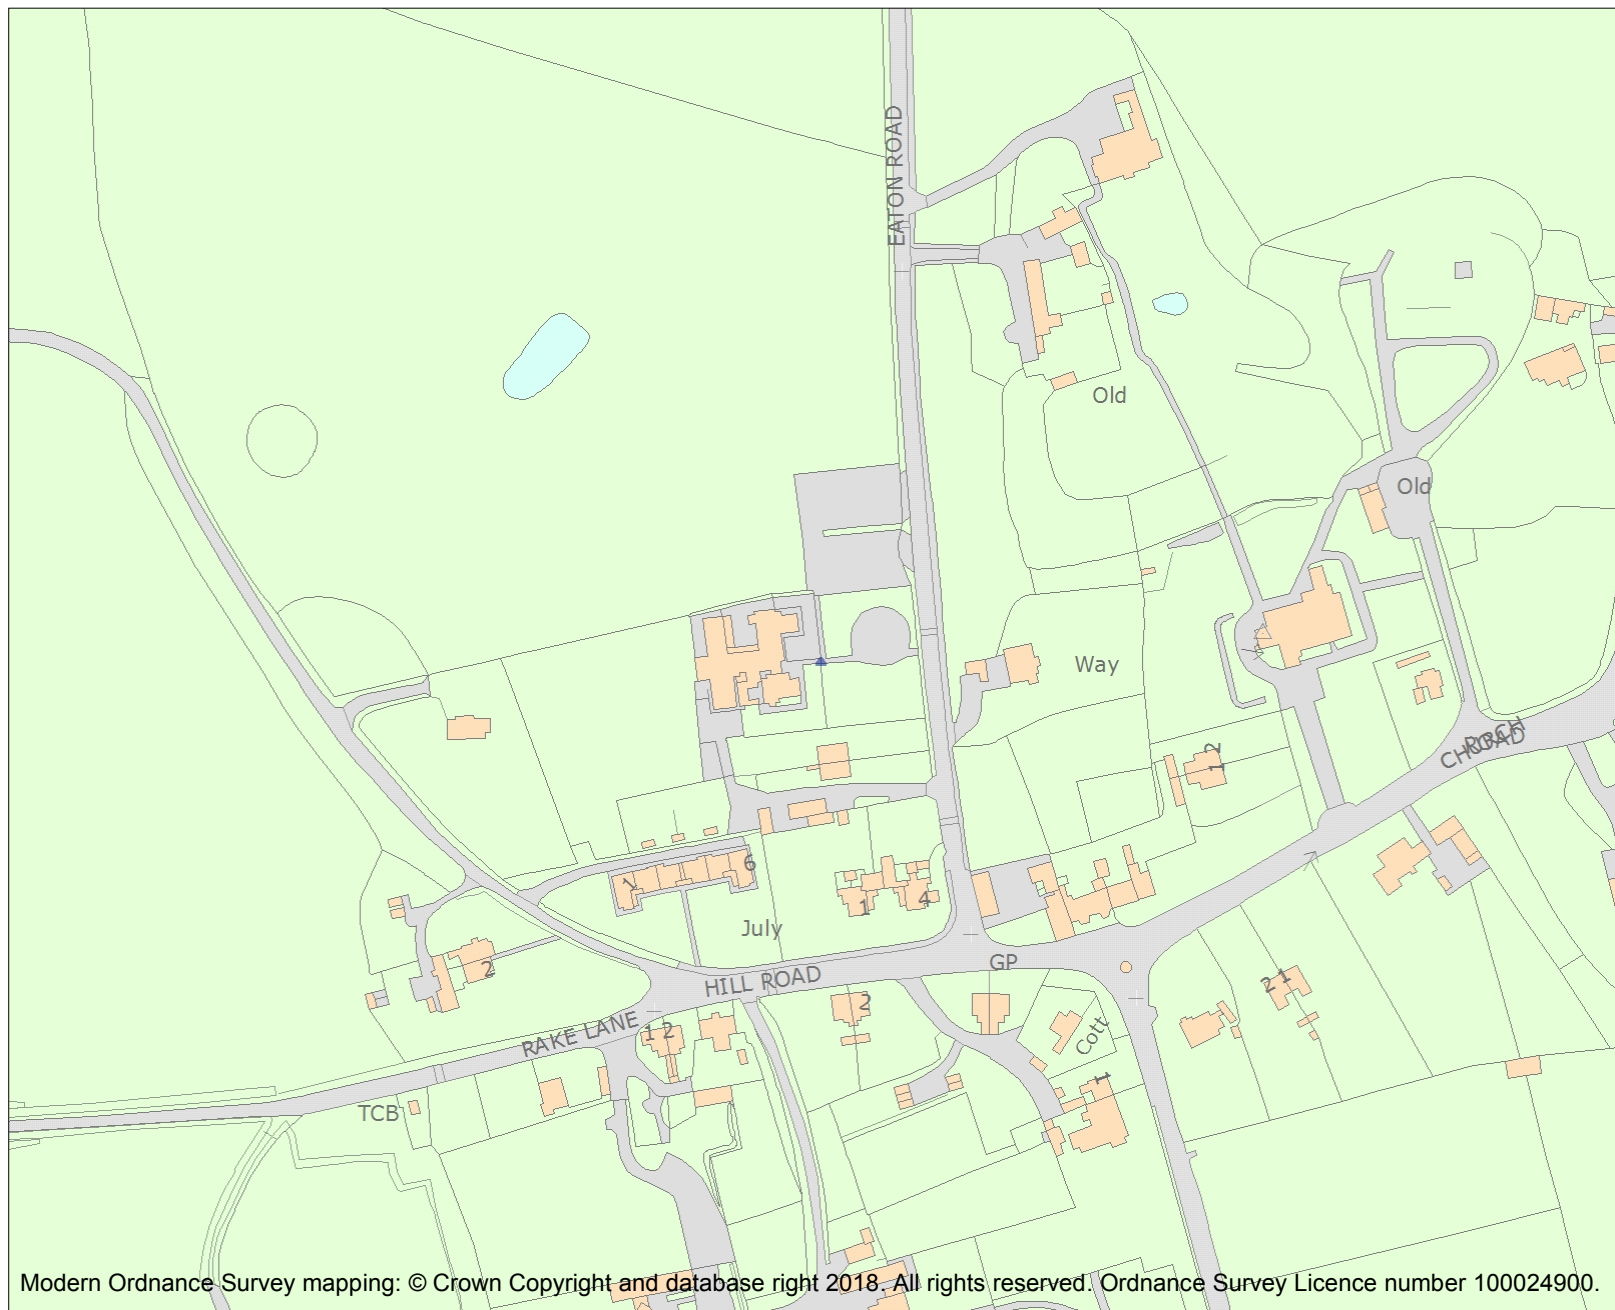 EATON ROAD
Old
Old
Way
CHURCH
ROAD
1 2
6
1
1
4
July
GP
HILL ROAD
2
2
2 1
RAKE LANE
1 2
Cott
1
TCB
Modern Ordnance Survey mapping: © Crown Copyright and database right 2018. All rights reserved. Ordnance Survey Licence number 100024900.